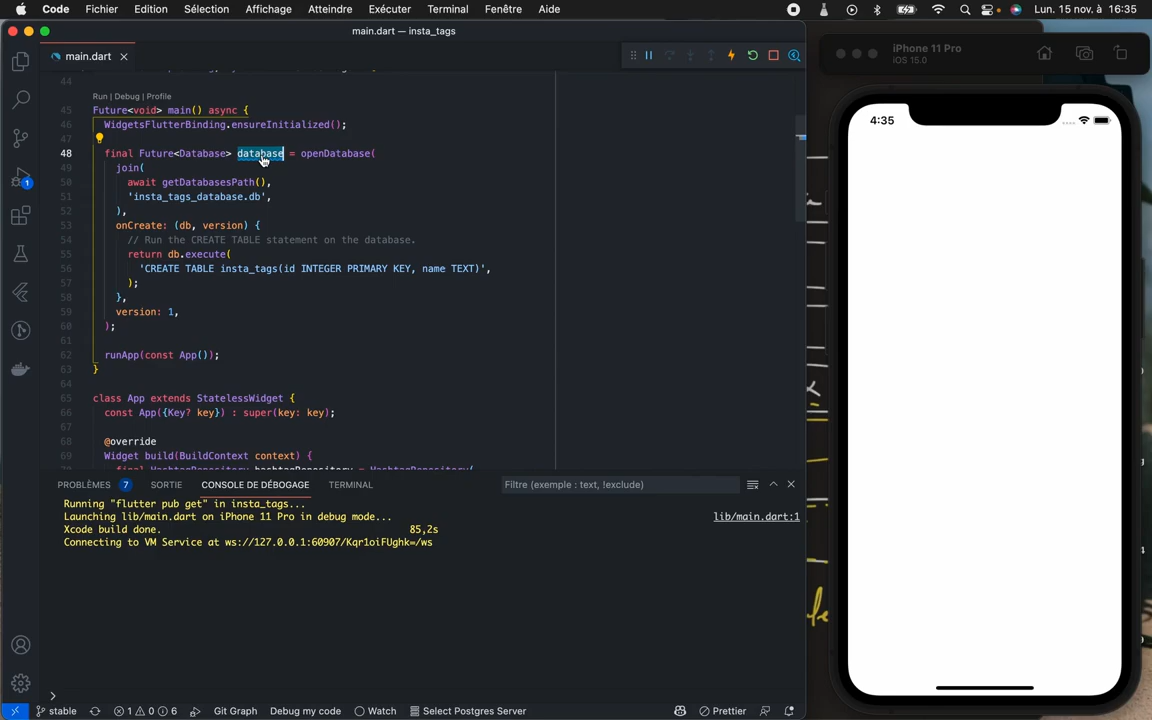 Code Fichier Edition Sélection Affichage Atteindre Exécuter Terminal Fenêtre Aide Lun. 15 nov. à 16:35
main.dart — insta_tags
main.dart
iPhone 11 Pro
iOS 15.0
4:35
44
Run | Debug | Profile
45 Future<void> main() async {
46 WidgetsFlutterBinding.ensureInitialized();
47
48 final Future<Database> database = openDatabase(
49 join(
50 await getDatabasesPath(),
51 'insta_tags_database.db',
52 ),
53 onCreate: (db, version) {
54 // Run the CREATE TABLE statement on the database.
55 return db.execute(
56 'CREATE TABLE insta_tags(id INTEGER PRIMARY KEY, name TEXT)',
57 );
58 },
59 version: 1,
60 );
61
62 runApp(const App());
63 }
64
65 class App extends StatelessWidget {
66 const App({Key? key}) : super(key: key);
67
68 @override
69 Widget build(BuildContext context) {
PROBLÈMES 7 SORTIE CONSOLE DE DÉBOGAGE TERMINAL Filtre (exemple : text, !exclude)
Running "flutter pub get" in insta_tags...
Launching lib/main.dart on iPhone 11 Pro in debug mode... lib/main.dart:1
Xcode build done. 85,2s
Connecting to VM Service at ws://127.0.0.1:60907/Kqr1oiFUghk=/ws
1
stable 1 0 6 Git Graph Debug my code Watch Select Postgres Server Prettier